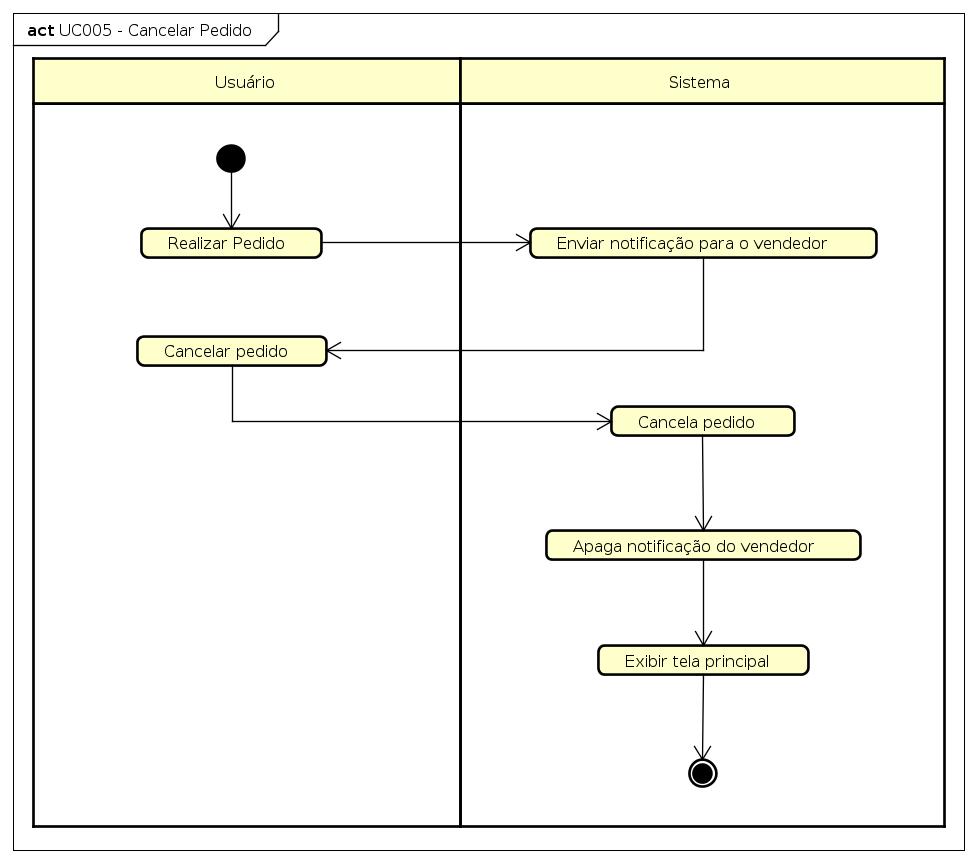 act UC005 - Cancelar Pedido
Usuário
Sistema
Realizar Pedido
Enviar notificação para o vendedor
Cancelar pedido
Cancela pedido
Apaga notificação do vendedor
Exibir tela principal